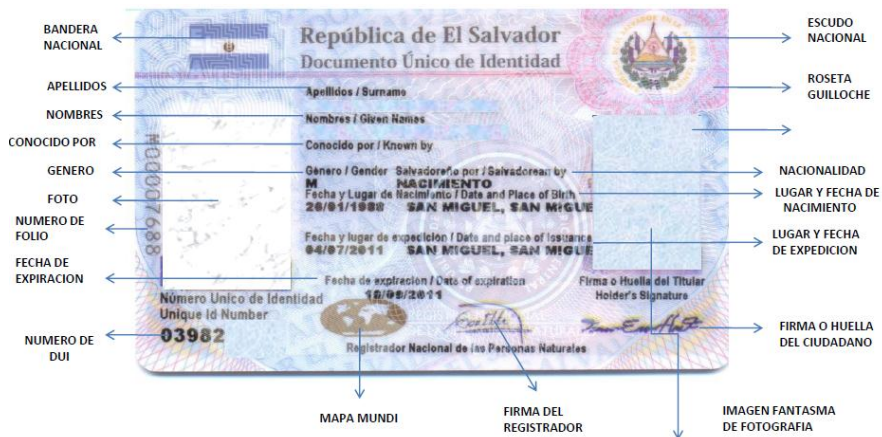 BANDERA
NACIONAL
APELLIDOS
NOMBRES
CONOCIDO POR
GENERO
FOTO
NUMERO DE
FOLIO
FECHA DE
EXPIRACION
NUMERO DE
DUI
República de El Salvador
Documento Único de Identidad
Apellidos / Surname
Nombres / Given Names
Conocido por / Known by
Género / Gender Salvadoreño por / Salvadorean by
M NACIMIENTO
Fecha y Lugar de Nacimiento / Date and Place of Birth
26/01/1988 SAN MIGUEL, SAN MIGUE
Fecha y lugar de expedición / Date and place of issuance
04/07/2011 SAN MIGUEL, SAN MIGUE
Fecha de expiración / Date of expiration
M00007688
Número Unico de Identidad
Unique Id Number
03982
Firma o Huella del Titular
Holder's Signature
Registrador Nacional de las Personas Naturales
ESCUDO
NACIONAL
ROSETA
GUILLOCHE
NACIONALIDAD
LUGAR Y FECHA DE
NACIMIENTO
LUGAR Y FECHA
DE EXPEDICION
FIRMA O HUELLA
DEL CIUDADANO
MAPA MUNDI
FIRMA DEL
REGISTRADOR
IMAGEN FANTASMA
DE FOTOGRAFIA